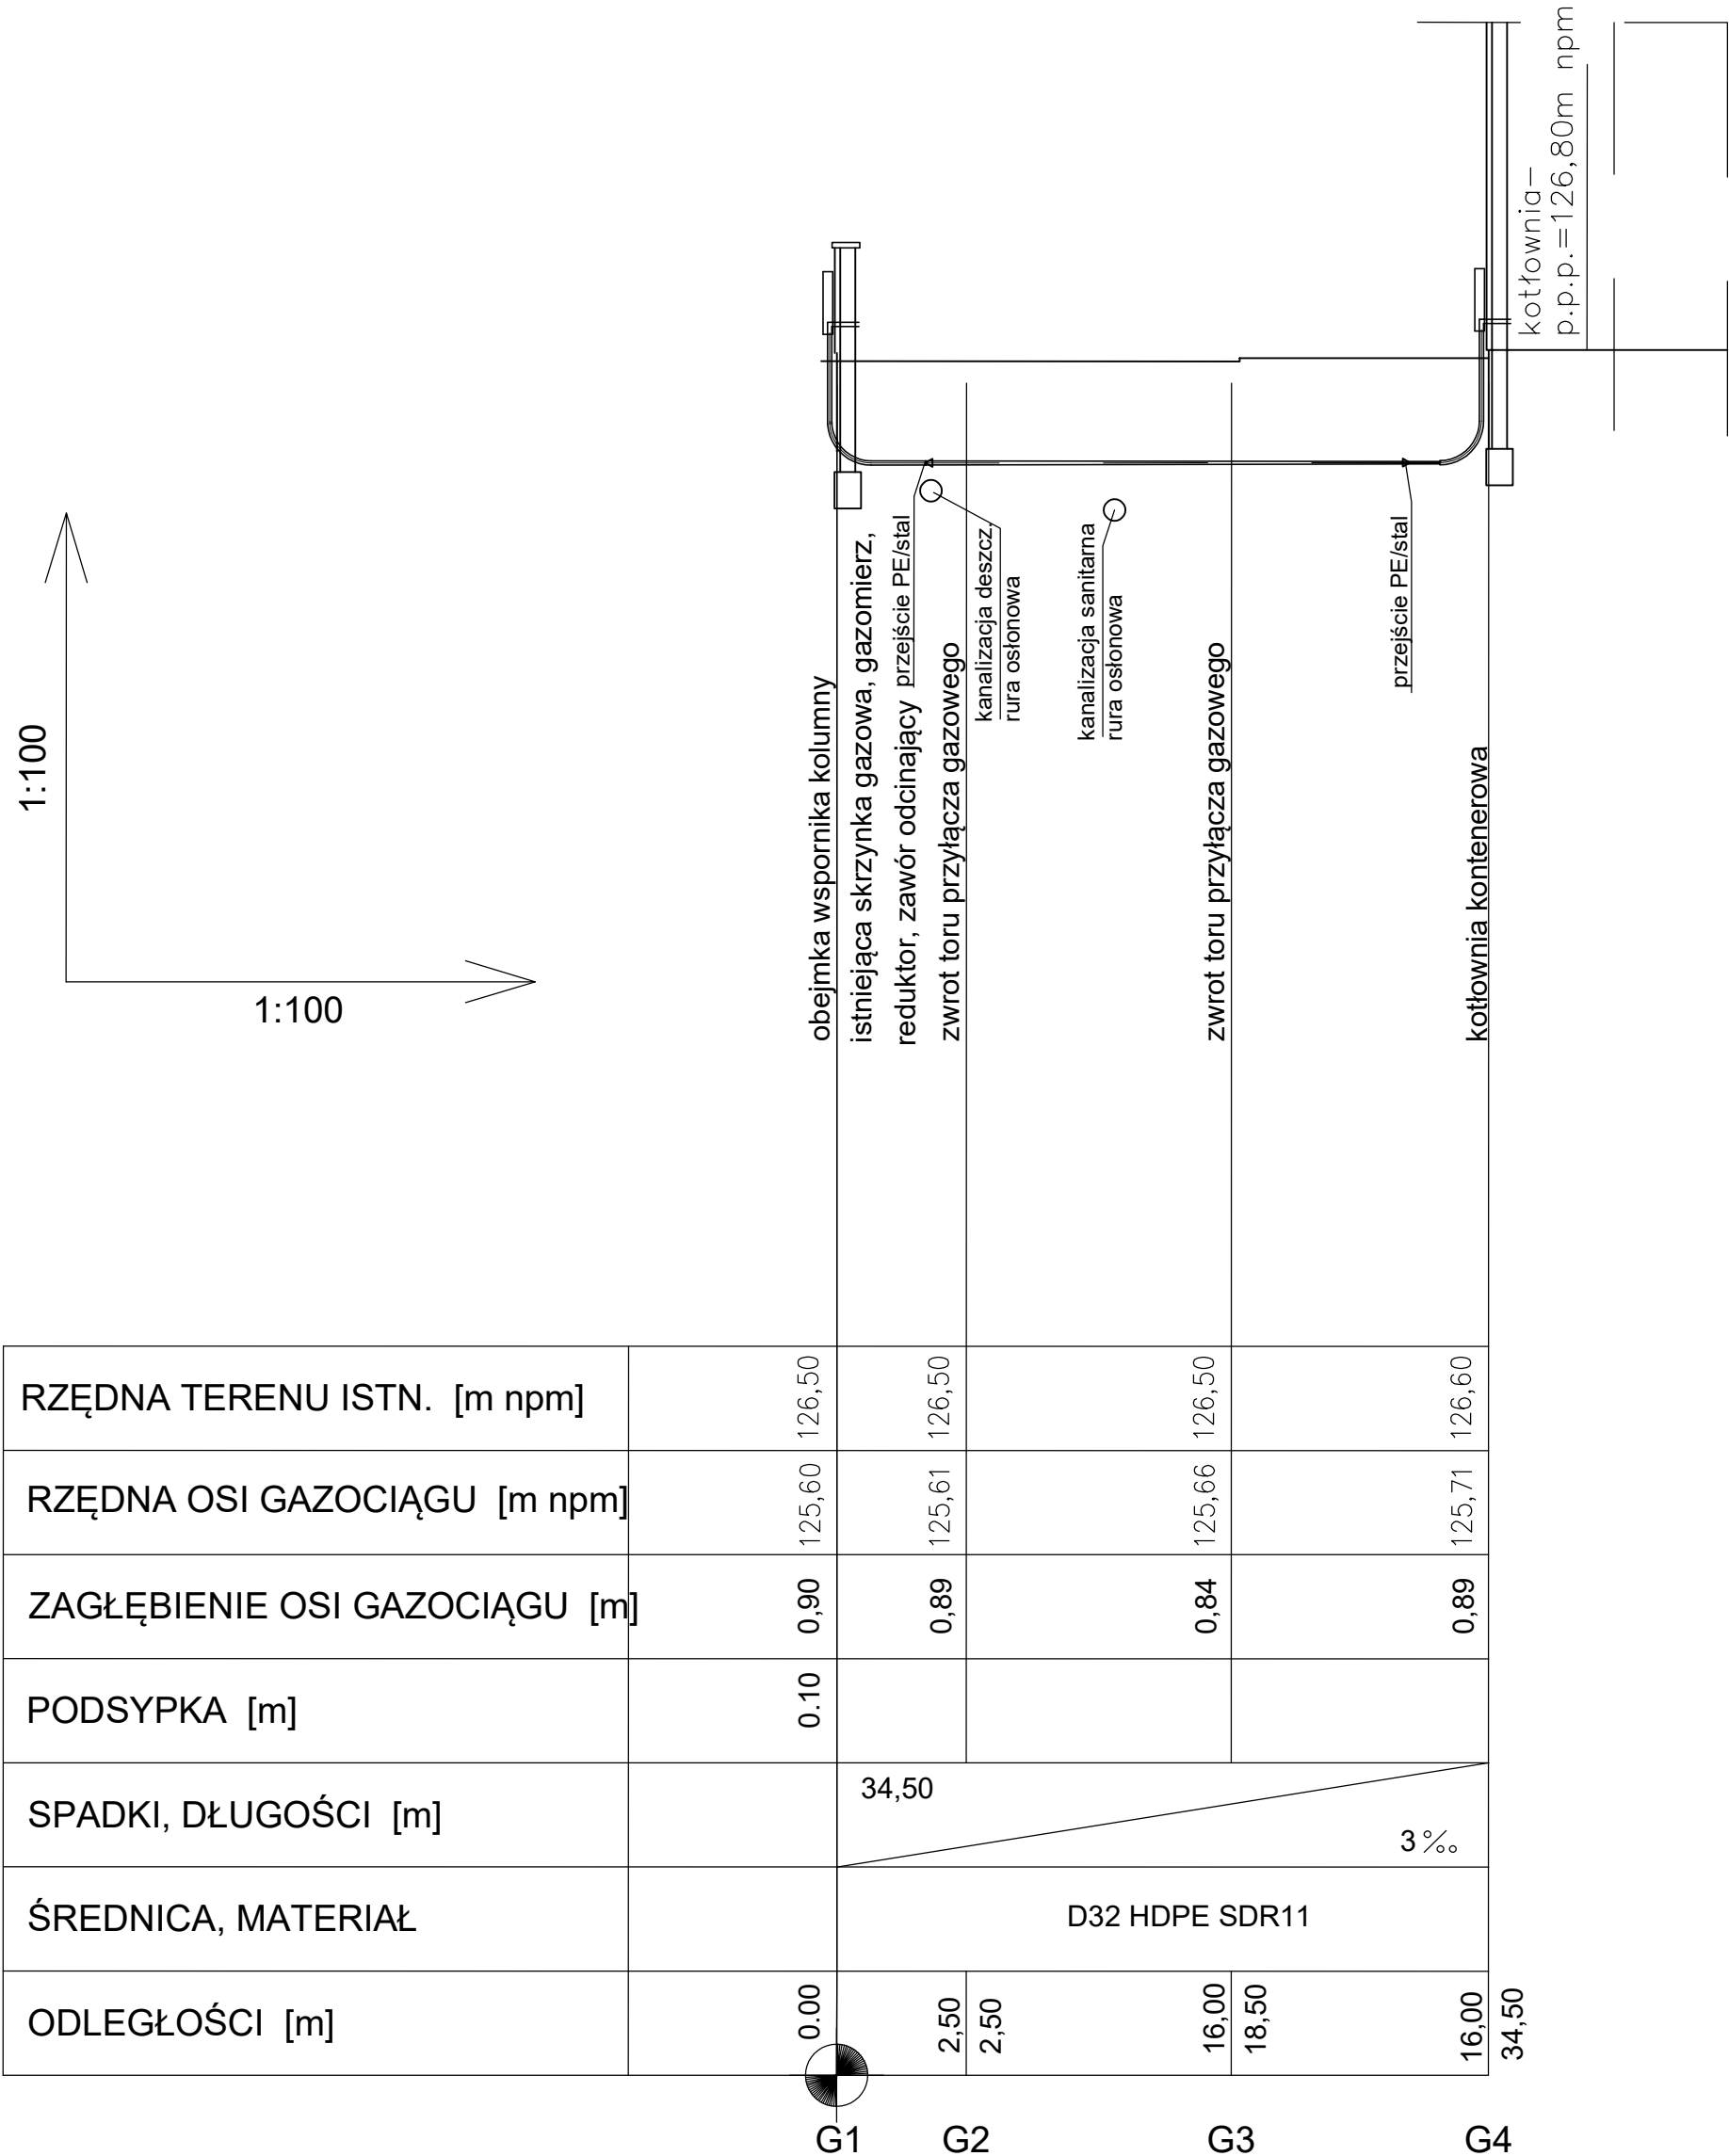 kotłownia-
p.p.p.=126,80m npm
1:100
1:100
obejmka wspornika kolumny
istniejąca skrzynka gazowa, gazomierz,
reduktor, zawór odcinający
przejście PE/stal
zwrot toru przyłącza gazowego
kanalizacja deszcz.
rura osłonowa
kanalizacja sanitarna
rura osłonowa
zwrot toru przyłącza gazowego
przejście PE/stal
kotłownia kontenerowa
RZĘDNA TERENU ISTN. [m npm] 126,50 126,50 126,50 126,60
RZĘDNA OSI GAZOCIĄGU [m npm] 125,60 125,61 125,66 125,71
ZAGŁĘBIENIE OSI GAZOCIĄGU [m] 0,90 0,89 0,84 0,89
PODSYPKA [m] 0.10
SPADKI, DŁUGOŚCI [m] 34,50 3‰
ŚREDNICA, MATERIAŁ D32 HDPE SDR11
ODLEGŁOŚCI [m] 0.00 2,50 2,50 16,00 18,50 16,00 34,50
G1 G2 G3 G4